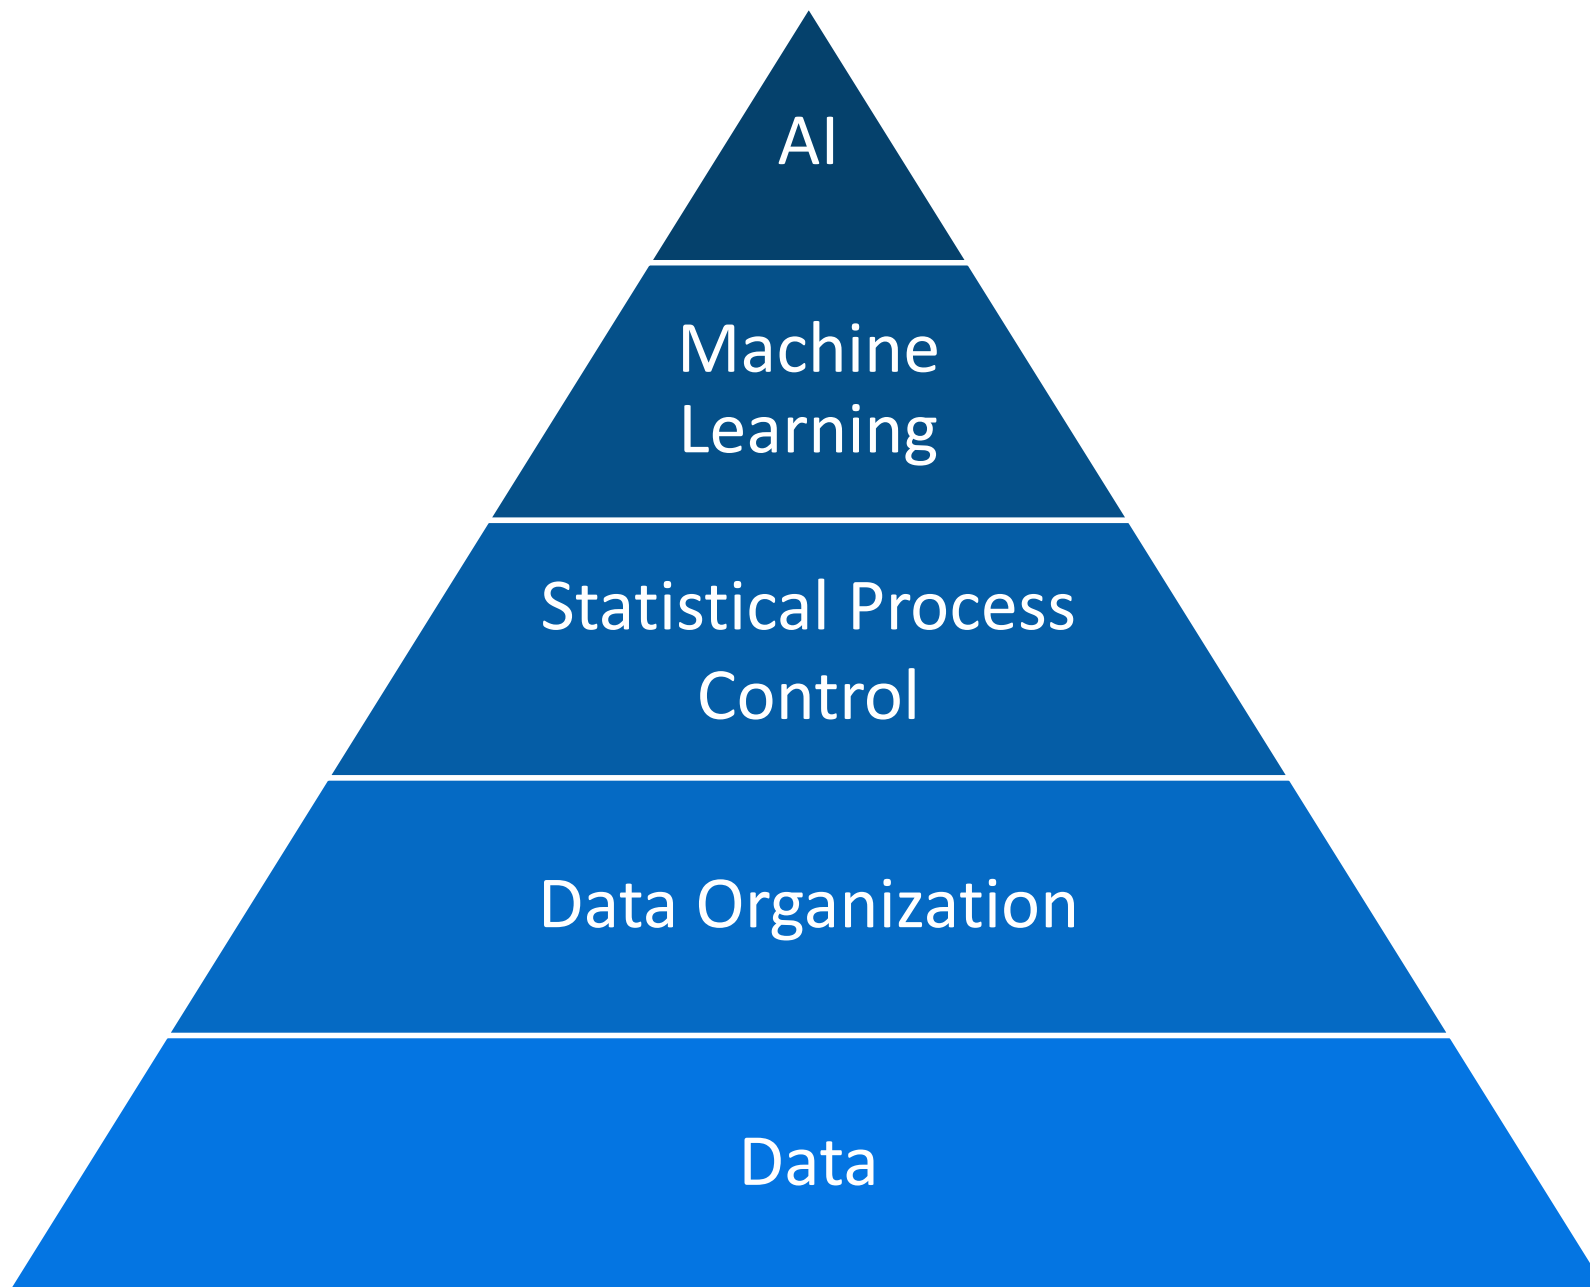 AI
Machine
Learning
Statistical Process
Control
Data Organization
Data